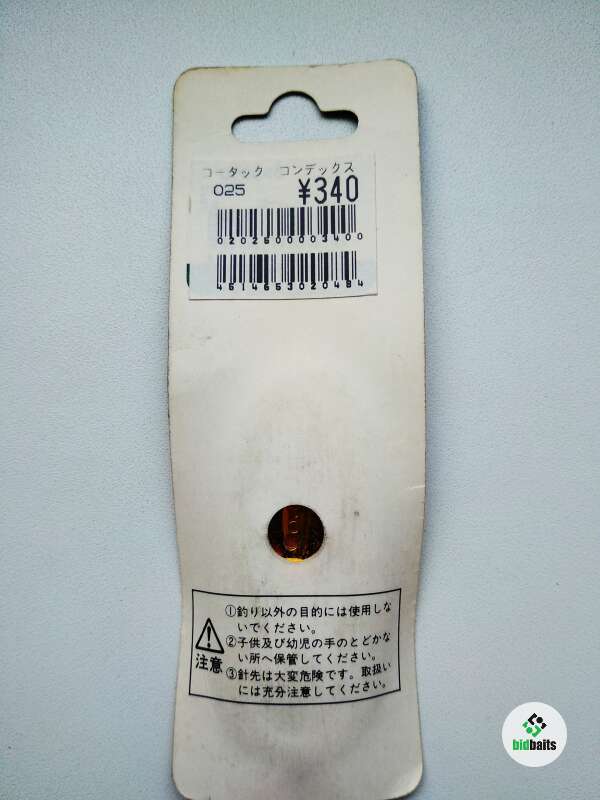 コータック コンデックス
025 ¥340
0202500003400
4514653020484
①釣り以外の目的には使用しな
いでください。
②子供及び幼児の手のとどかな
い所へ保管してください。
③針先は大変危険です。取扱い
には充分注意してください。
注意
bidbaits